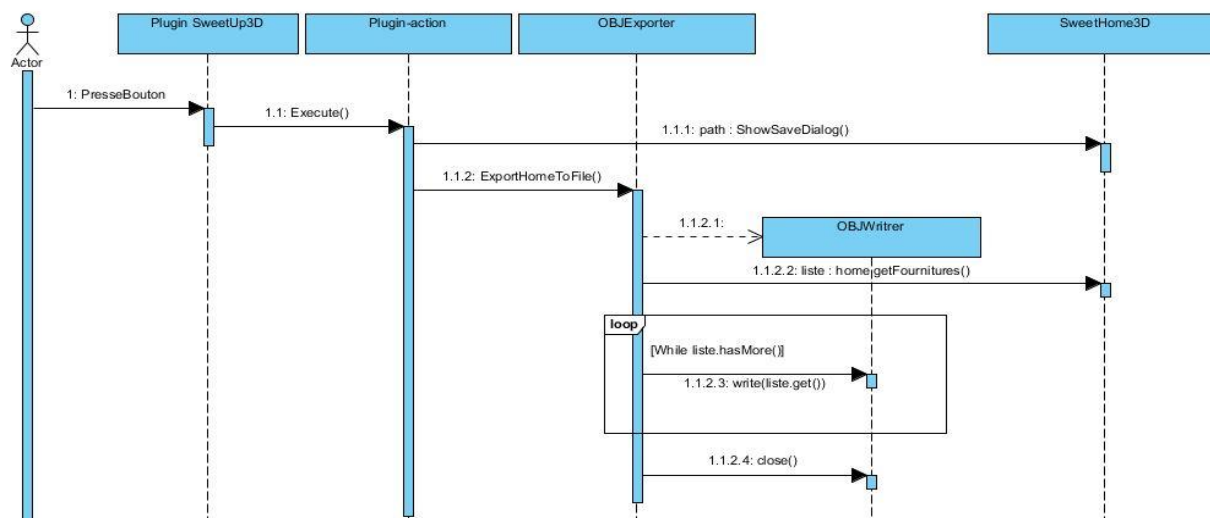 Plugin SweetUp3D
Plugin-action
OBJExporter
SweetHome3D
Actor
1: PresseBouton
1.1: Execute()
1.1.1: path : ShowSaveDialog()
1.1.2: ExportHomeToFile()
1.1.2.1:
OBJWritrer
1.1.2.2: liste : home.getFournitures()
loop
[While liste.hasMore()]
1.1.2.3: write(liste.get())
1.1.2.4: close()